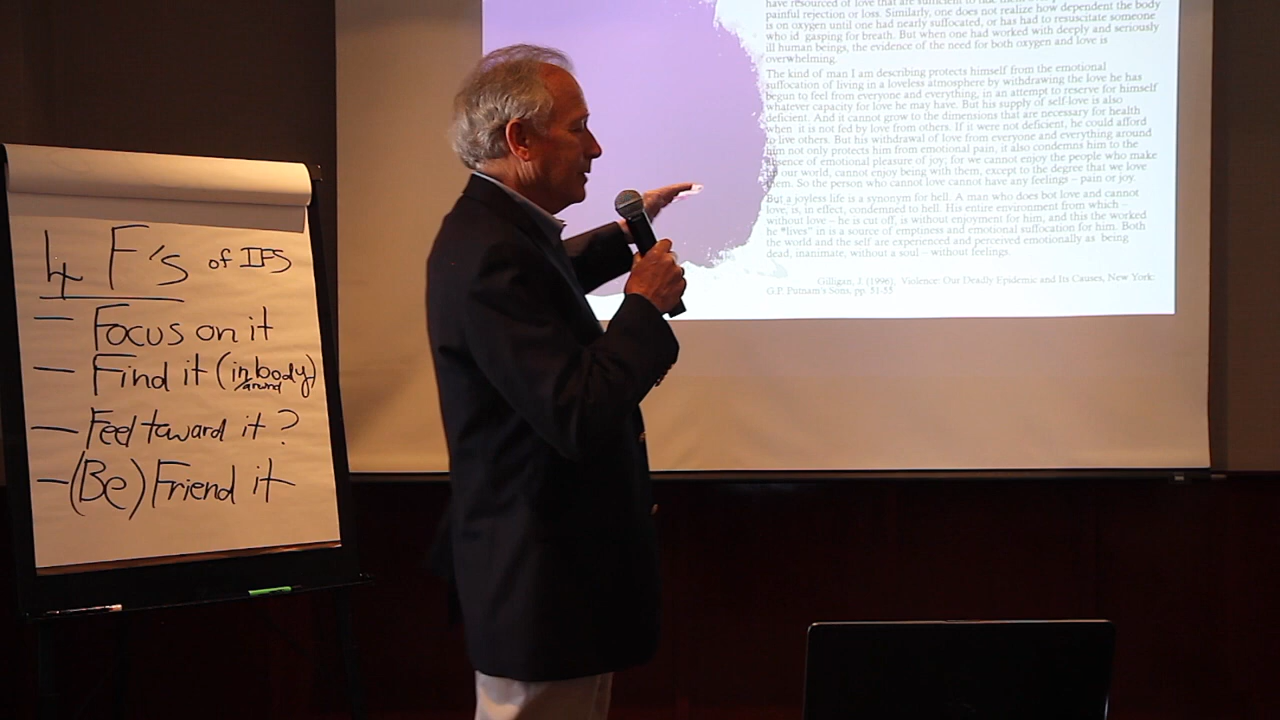 4 F's of IFS
- Focus on it
- Find it (in body)
/around
- Feel toward it?
- (Be) Friend it
have resourced of love that are sufficient to
painful rejection or loss. Similarly, one does not realize how dependent the body
is on oxygen until one had nearly suffocated, or has had to resuscitate someone
who id gasping for breath. But when one had worked with deeply and seriously
ill human beings, the evidence of the need for both oxygen and love is
overwhelming.
The kind of man I am describing protects himself from the emotional
suffocation of living in a loveless atmosphere by withdrawing the love he has
begun to feel from everyone and everything, in an attempt to reserve for himself
whatever capacity for love he may have. But his supply of self-love is also
deficient. And it cannot grow to the dimensions that are necessary for health
when it is not fed by love from others. If it were not deficient, he could afford
to live others. But his withdrawal of love from everyone and everything around
him not only protects him from emotional pain, it also condemns him to the
absence of emotional pleasure of joy; for we cannot enjoy the people who make
up our world, cannot enjoy being with them, except to the degree that we love
them. So the person who cannot love cannot have any feelings – pain or joy.
But a joyless life is a synonym for hell. A man who does bot love and cannot
love, is, in effect, condemned to hell. His entire environment from which –
without love – he is cut off, is without enjoyment for him, and this the worked
he "lives" in is a source of emptiness and emotional suffocation for him. Both
the world and the self are experienced and perceived emotionally as being
dead, inanimate, without a soul – without feelings.
Gilligan, J. (1996). Violence: Our Deadly Epidemic and Its Causes, New York:
G.P. Putnam's Sons. pp. 51-55